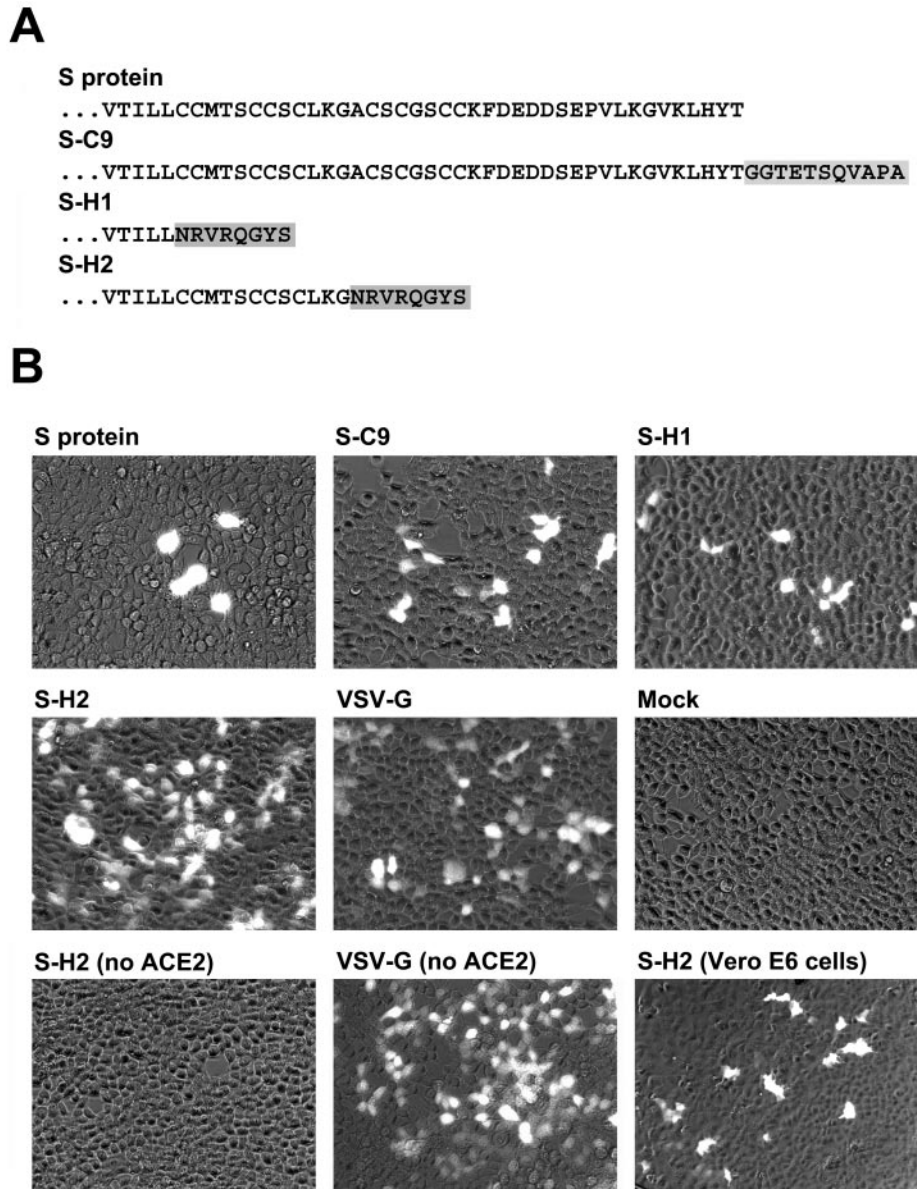 A
S protein
...VTILLCCMTSCCSCLKGACSCGSCCKFDEDDSEPVLKGVKLHYT
S-C9
...VTILLCCMTSCCSCLKGACSCGSCCKFDEDDSEPVLKGVKLHYTGGTETSQVAPA
S-H1
...VTILLNRVRQGYS
S-H2
...VTILLCCMTSCCSCLKGNRVRQGYS
B
S protein S-C9 S-H1
S-H2 VSV-G Mock
S-H2 (no ACE2) VSV-G (no ACE2) S-H2 (Vero E6 cells)